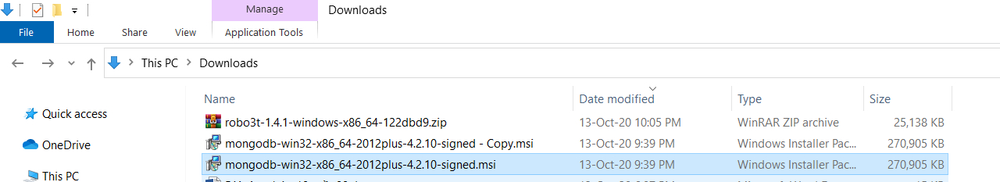 Manage Downloads
File Home Share View Application Tools
This PC Downloads
Name Date modified Type Size
Quick access
robo3t-1.4.1-windows-x86_64-122dbd9.zip 13-Oct-20 10:05 PM WinRAR ZIP archive 25,138 KB
OneDrive
mongodb-win32-x86_64-2012plus-4.2.10-signed - Copy.msi 13-Oct-20 9:39 PM Windows Installer Pac... 270,905 KB
This PC
mongodb-win32-x86_64-2012plus-4.2.10-signed.msi 13-Oct-20 9:39 PM Windows Installer Pac... 270,905 KB